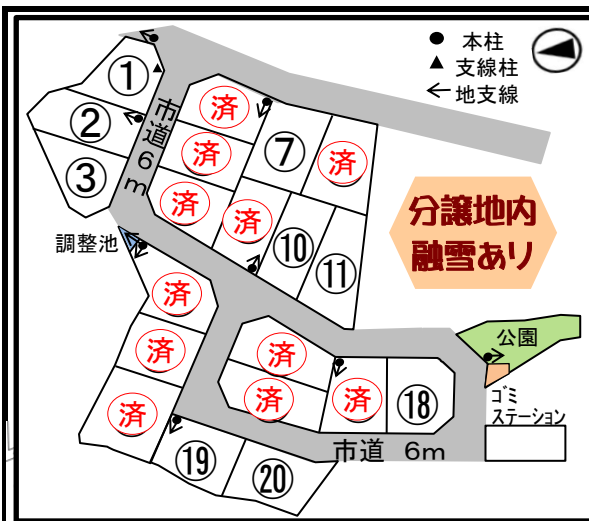 ● 本柱
▲ 支線柱
← 地支線
①
②
③
市道6m
済
済
済
⑦
済
済
⑩
⑪
分譲地内
融雪あり
調整池
済
済
済
済
済
済
⑱
公園
ゴミ
ステーション
市道 6m
⑲
⑳